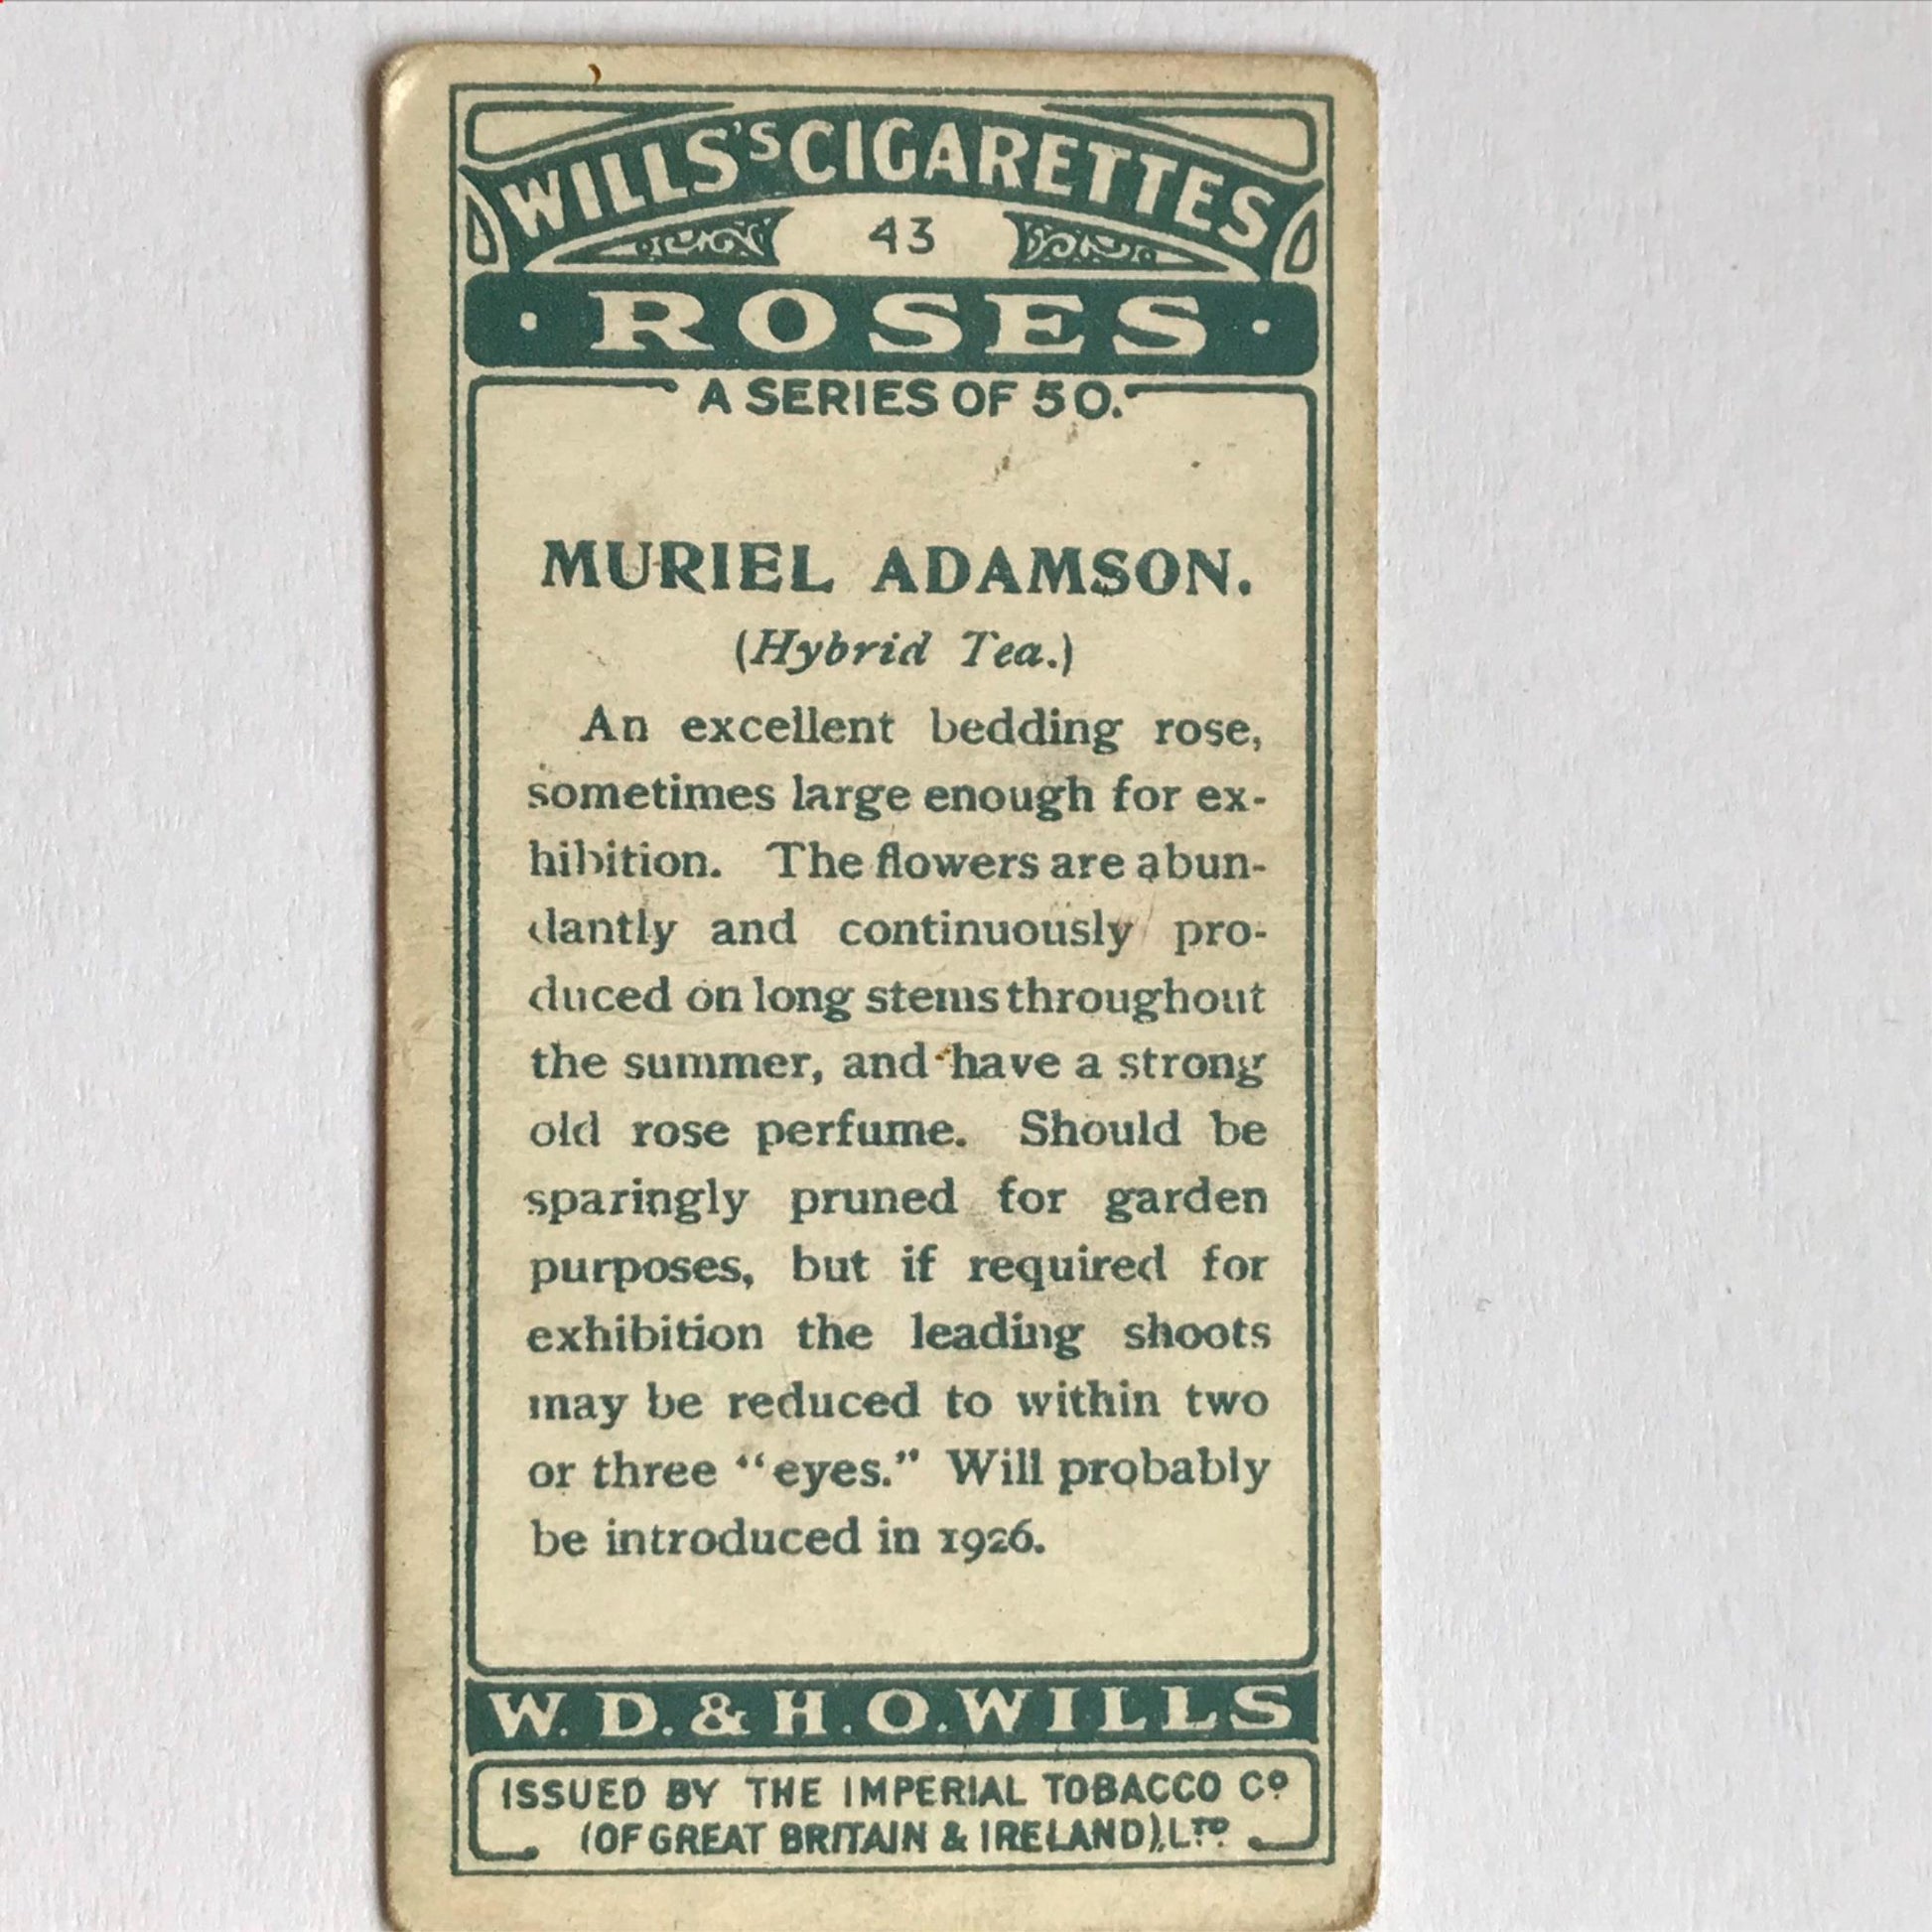 WILLS'S CIGARETTES
43
· ROSES ·
A SERIES OF 50.
MURIEL ADAMSON.
(Hybrid Tea.)
An excellent bedding rose,
sometimes large enough for ex-
hibition. The flowers are abun-
dantly and continuously pro-
duced on long stems throughout
the summer, and have a strong
old rose perfume. Should be
sparingly pruned for garden
purposes, but if required for
exhibition the leading shoots
may be reduced to within two
or three "eyes." Will probably
be introduced in 1926.
W. D. & H. O. WILLS
ISSUED BY THE IMPERIAL TOBACCO Cº
(OF GREAT BRITAIN & IRELAND), LTD